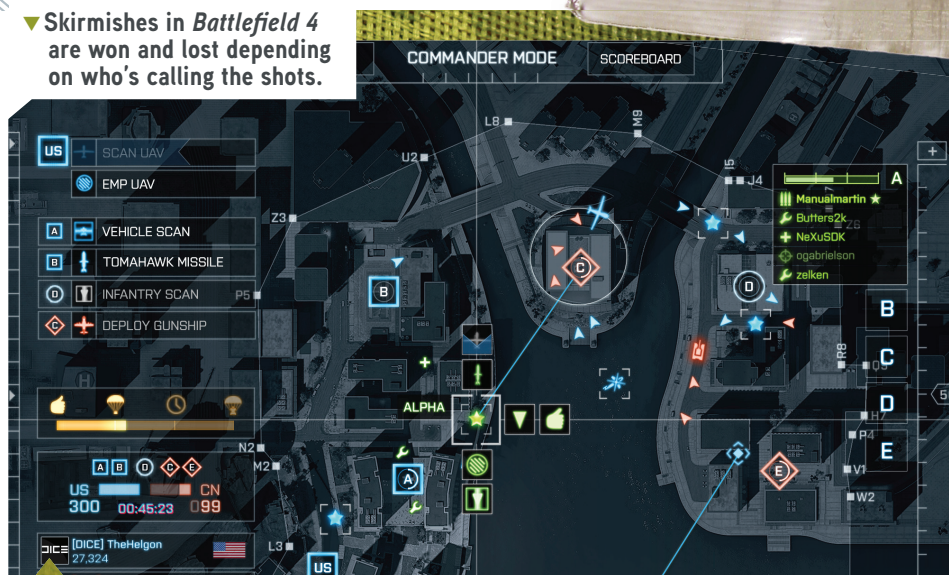 ▼ Skirmishes in Battlefield 4
are won and lost depending
on who's calling the shots.
COMMANDER MODE
SCOREBOARD
US
SCAN UAV
EMP UAV
A
VEHICLE SCAN
B
TOMAHAWK MISSILE
D
INFANTRY SCAN
C
DEPLOY GUNSHIP
L8
M9
U2
I5
J4
Z3
P5
B
C
D
A
Manualmartin ★
Butters2k
NeXuSDK
ogabrielson
zelken
Z6
B
C
D
E
R8
H7
P4
V1
W2
5
H
ALPHA
A
E
N2
M2
L3
US
A B D C E
US CN
300 00:45:23 099
DICE
[DICE] TheHelgon
27,324